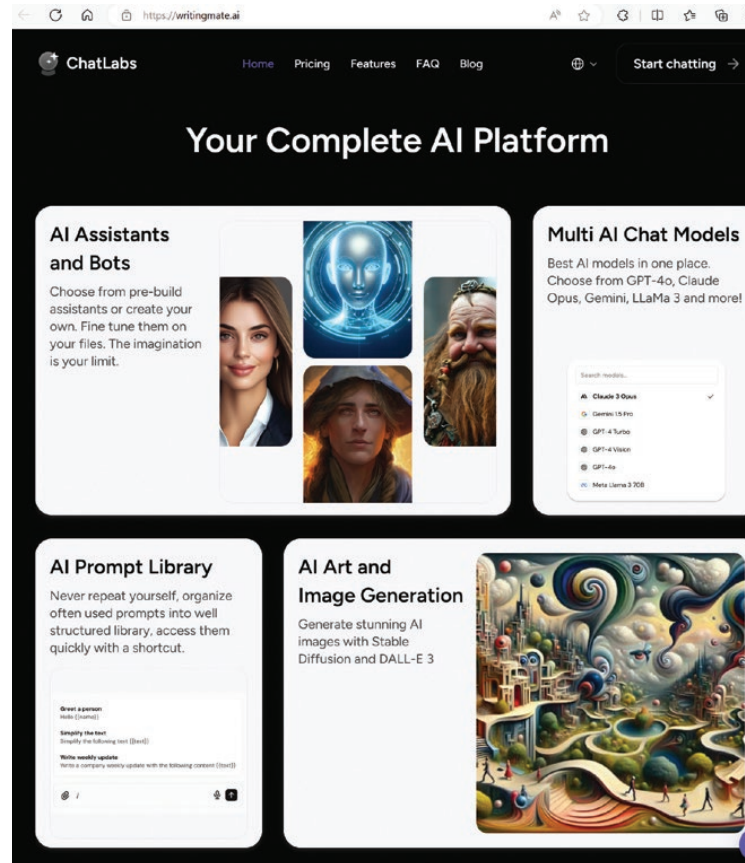 https://writingmate.ai
ChatLabs
Home Pricing Features FAQ Blog
Start chatting →
Your Complete AI Platform
AI Assistants
and Bots
Choose from pre-build
assistants or create your
own. Fine tune them on
your files. The imagination
is your limit.
Multi AI Chat Models
Best AI models in one place.
Choose from GPT-4o, Claude
Opus, Gemini, LLaMa 3 and more!
Search models...
Claude 3 Opus
Gemini 1.5 Pro
GPT-4 Turbo
GPT-4 Vision
GPT-4o
Meta Llama 3 70B
AI Prompt Library
Never repeat yourself, organize
often used prompts into well
structured library, access them
quickly with a shortcut.
Greet a person
Hello {{name}}
Simplify the text
Simplify the following text {{text}}
Write weekly update
Write a company weekly update with the following content {{text}}
/
AI Art and
Image Generation
Generate stunning AI
images with Stable
Diffusion and DALL-E 3